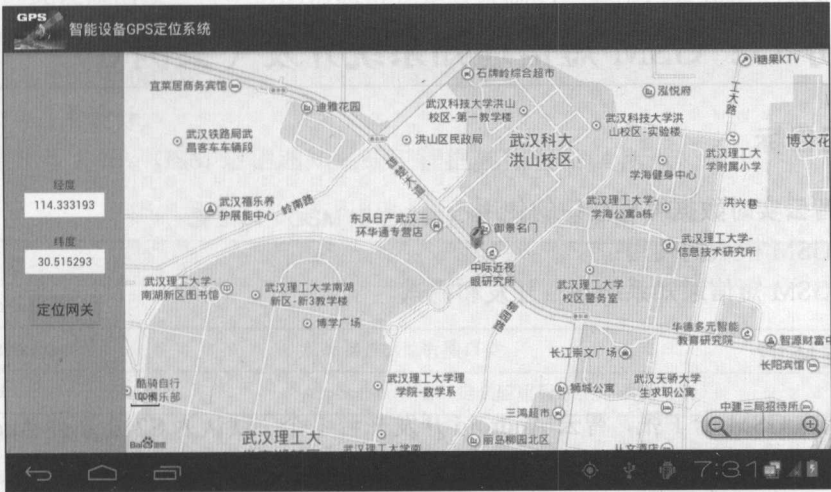 GPS
智能设备GPS定位系统
经度
114.333193
纬度
30.515293
定位网关
石牌岭综合超市
i糖果KTV
宜菜居商务宾馆
迪雅花园
泓悦府
工大路
武汉科技大学洪山
校区-第一教学楼
武汉科技大学洪
山校区-实验楼
武汉铁路局武
昌客车车辆段
洪山区民政局
武汉科大
洪山校区
武汉理工大
学附属小学
博文花
学海健身中心
武汉福乐养
护展能中心
岭南路
武汉理工大学-
学海公寓a栋
洪兴巷
东风日产武汉三
环华通专营店
御景名门
武汉理工大学-
信息技术研究所
中际近视
眼研究所
武汉理工大学-
南湖新区图书馆
武汉理工大学南湖
新区-新3教学楼
武汉理工大学
校区警务室
博学广场
华德多元智能
教育研究院
智源财富中
长江崇文广场
长阳宾馆
酷骑自行
车俱乐部
武汉理工大学理
学院-数学系
狮城公寓
武汉天骄大学
生求职公寓
三鸿超市
中建三局招待所
Bai
武汉理工大
武汉理工大学南
丽岛柳园北区
7:31